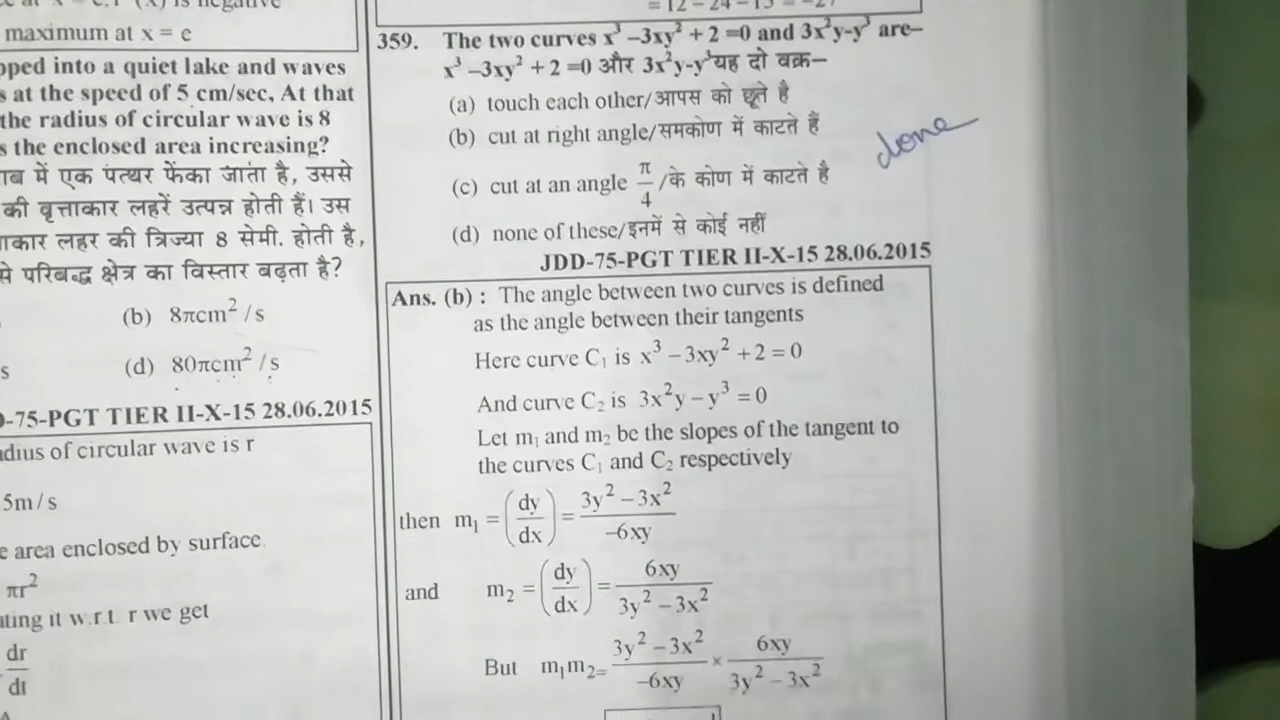 maximum at x = e
into a quiet lake and waves
at the speed of 5 cm/sec, At that
the radius of circular wave is 8
the enclosed area increasing?
में एक पत्थर फेंका जाता है, उससे
की वृत्ताकार लहरें उत्पन्न होती हैं। उस
लहर की त्रिज्या 8 सेमी. होती है,
से परिबद्ध क्षेत्र का विस्तार बढ़ता है?
(b) 8πcm² /s
(d) 80πcm² /s
-75-PGT TIER II-X-15 28.06.2015
of circular wave is r
5m/s
area enclosed by surface.
πr²
it w.r.t. r we get
dr
dt
= 12 – 24 – 15 = –27
359. The two curves x³ –3xy² + 2 =0 and 3x²y-y³ are–
x³ –3xy² + 2 =0 और 3x²y-y³यह दो वक्र–
(a) touch each other/आपस को छूते है
(b) cut at right angle/समकोण में काटते हैं
(c) cut at an angle π/4 /के कोण में काटते है
(d) none of these/इनमें से कोई नहीं
JDD-75-PGT TIER II-X-15 28.06.2015
done
Ans. (b) : The angle between two curves is defined
as the angle between their tangents
Here curve C₁ is x³ – 3xy² + 2 = 0
And curve C₂ is 3x²y – y³ = 0
Let m₁ and m₂ be the slopes of the tangent to
the curves C₁ and C₂ respectively
then m₁ = (dy/dx) = (3y² – 3x²)/(–6xy)
and m₂ = (dy/dx) = 6xy/(3y² – 3x²)
But m₁m₂= (3y² – 3x²)/(–6xy) × 6xy/(3y² – 3x²)